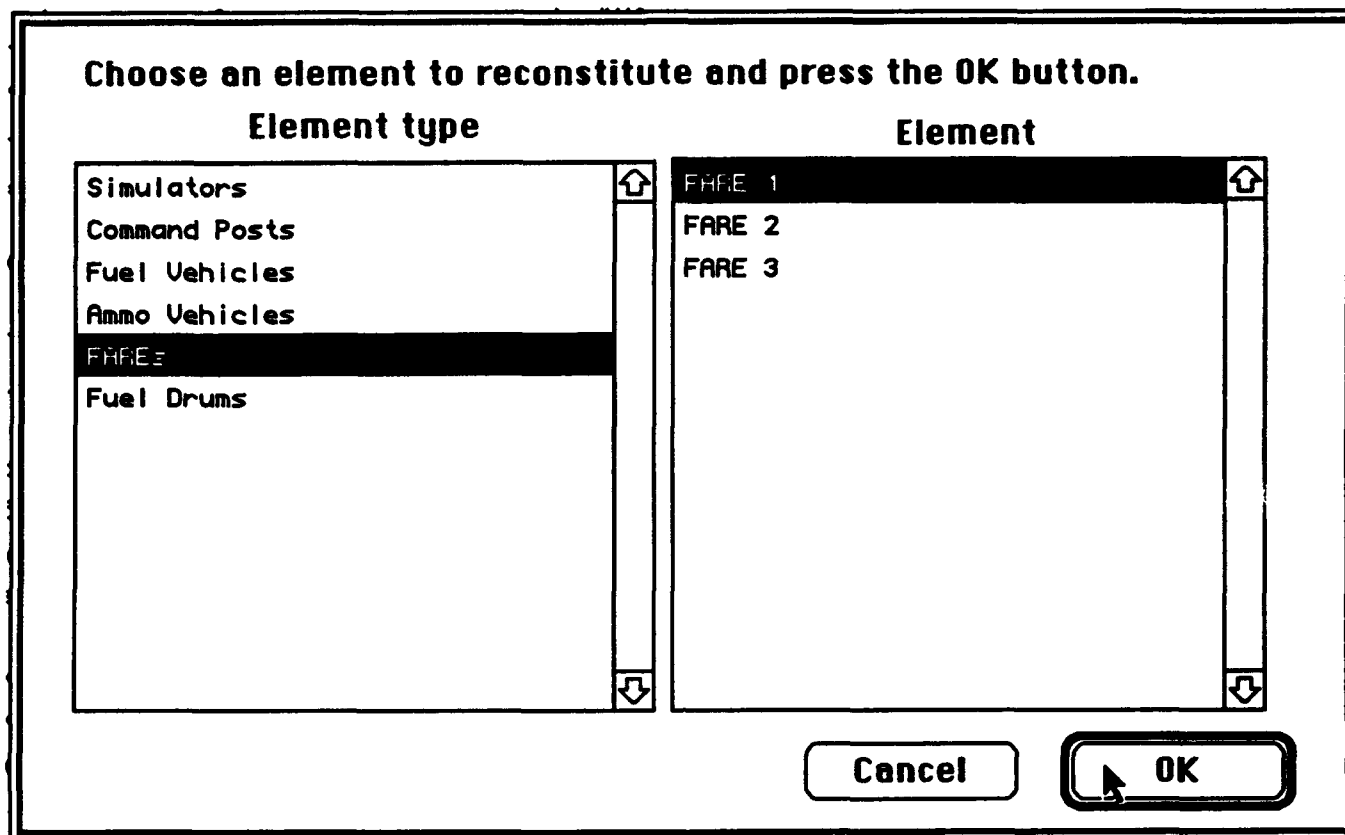 Choose an element to reconstitute and press the OK button.
Element type
Element
Simulators
Command Posts
Fuel Vehicles
Ammo Vehicles
FAREs
Fuel Drums
FARE 1
FARE 2
FARE 3
Cancel
OK